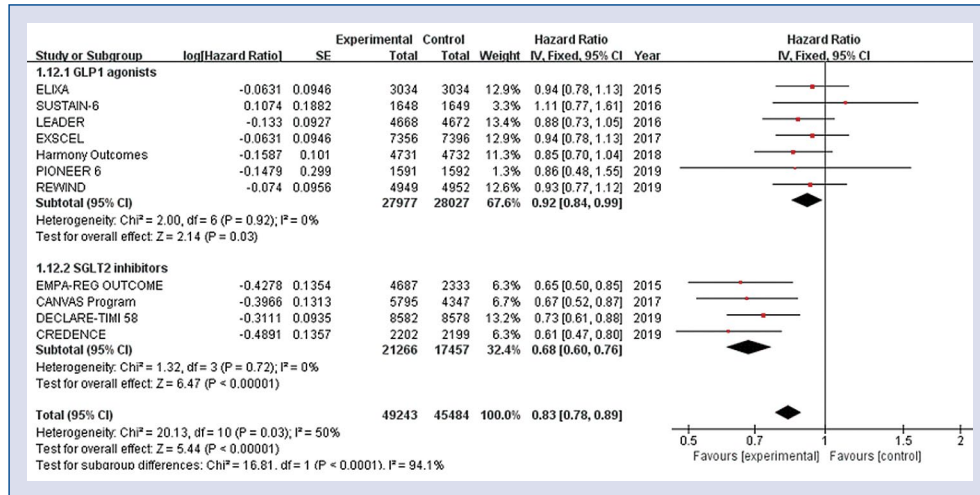 Experimental Control Hazard Ratio Hazard Ratio
Study or Subgroup log[Hazard Ratio] SE Total Total Weight IV, Fixed, 95% CI Year IV, Fixed, 95% CI
1.12.1 GLP1 agonists
ELIXA -0.0631 0.0946 3034 3034 12.9% 0.94 [0.78, 1.13] 2015
SUSTAIN-6 0.1074 0.1882 1648 1649 3.3% 1.11 [0.77, 1.61] 2016
LEADER -0.133 0.0927 4668 4672 13.4% 0.88 [0.73, 1.05] 2016
EXSCEL -0.0631 0.0946 7356 7396 12.9% 0.94 [0.78, 1.13] 2017
Harmony Outcomes -0.1587 0.101 4731 4732 11.3% 0.85 [0.70, 1.04] 2018
PIONEER 6 -0.1479 0.299 1591 1592 1.3% 0.86 [0.48, 1.55] 2019
REWIND -0.074 0.0956 4949 4952 12.6% 0.93 [0.77, 1.12] 2019
Subtotal (95% CI) 27977 28027 67.6% 0.92 [0.84, 0.99]
Heterogeneity: Chi² = 2.00, df = 6 (P = 0.92); I² = 0%
Test for overall effect: Z = 2.14 (P = 0.03)
1.12.2 SGLT2 inhibitors
EMPA-REG OUTCOME -0.4278 0.1354 4687 2333 6.3% 0.65 [0.50, 0.85] 2015
CANVAS Program -0.3966 0.1313 5795 4347 6.7% 0.67 [0.52, 0.87] 2017
DECLARE-TIMI 58 -0.3111 0.0935 8582 8578 13.2% 0.73 [0.61, 0.88] 2019
CREDENCE -0.4891 0.1357 2202 2199 6.3% 0.61 [0.47, 0.80] 2019
Subtotal (95% CI) 21266 17457 32.4% 0.68 [0.60, 0.76]
Heterogeneity: Chi² = 1.32, df = 3 (P = 0.72); I² = 0%
Test for overall effect: Z = 6.47 (P < 0.00001)
Total (95% CI) 49243 45484 100.0% 0.83 [0.78, 0.89]
Heterogeneity: Chi² = 20.13, df = 10 (P = 0.03); I² = 50%
Test for overall effect: Z = 5.44 (P < 0.00001)
Test for subgroup differences: Chi² = 16.81, df = 1 (P < 0.0001), I² = 94.1%
0.5 0.7 1 1.5 2
Favours [experimental] Favours [control]